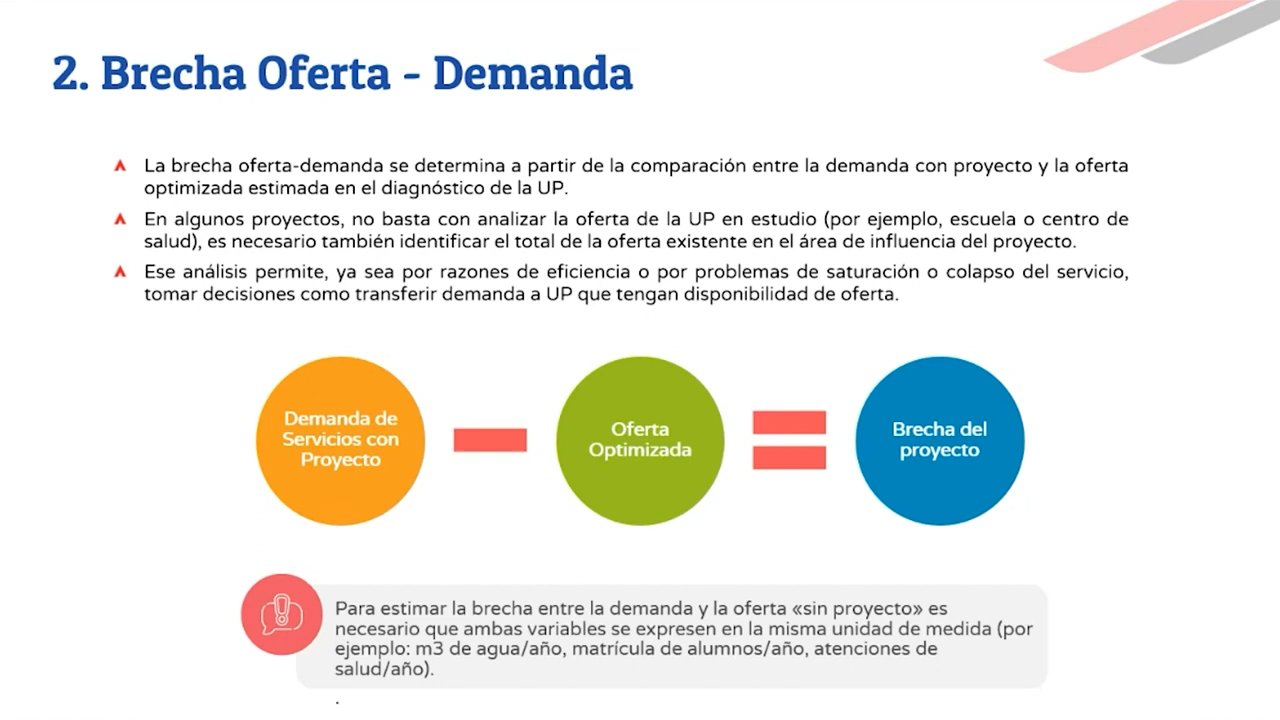 2. Brecha Oferta - Demanda
La brecha oferta-demanda se determina a partir de la comparación entre la demanda con proyecto y la oferta
optimizada estimada en el diagnóstico de la UP.
En algunos proyectos, no basta con analizar la oferta de la UP en estudio (por ejemplo, escuela o centro de
salud), es necesario también identificar el total de la oferta existente en el área de influencia del proyecto.
Ese análisis permite, ya sea por razones de eficiencia o por problemas de saturación o colapso del servicio,
tomar decisiones como transferir demanda a UP que tengan disponibilidad de oferta.
Demanda de
Servicios con
Proyecto
Oferta
Optimizada
Brecha del
proyecto
Para estimar la brecha entre la demanda y la oferta «sin proyecto» es
necesario que ambas variables se expresen en la misma unidad de medida (por
ejemplo: m3 de agua/año, matrícula de alumnos/año, atenciones de
salud/año).
.